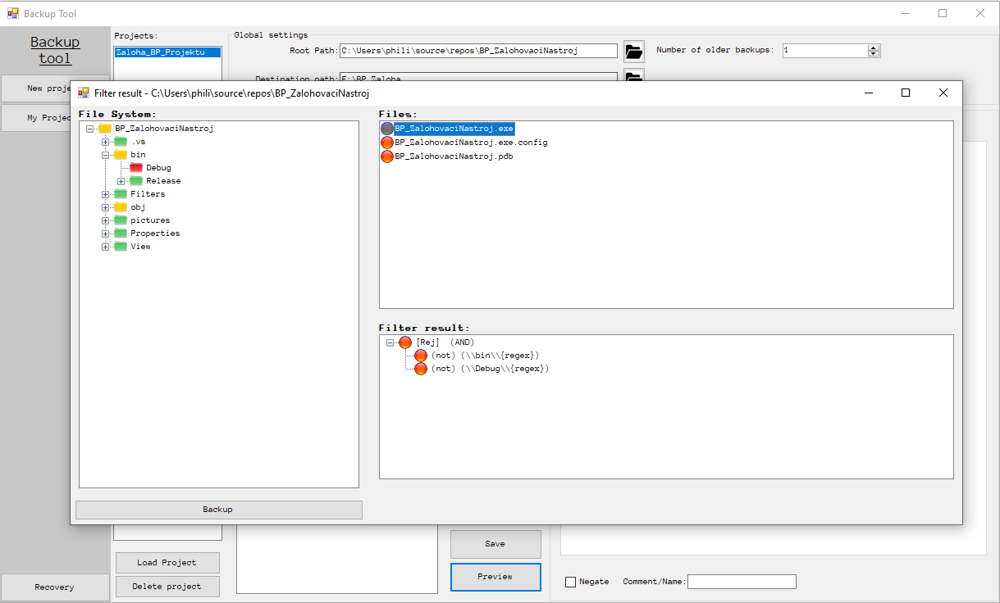 Backup Tool
Backup
tool
New proje
My Projec
Recovery
Projects:
Zaloha_BP_Projektu
Load Project
Delete project
Global settings
Root Path:
C:\Users\phili\source\repos\BP_ZalohovaciNastroj
Number of older backups:
1
Destination path:
E:\BP_Zaloha
Filter result - C:\Users\phili\source\repos\BP_ZalohovaciNastroj
File System:
BP_ZalohovaciNastroj
.vs
bin
Debug
Release
Filters
obj
pictures
Properties
View
Backup
Files:
BP_ZalohovaciNastroj.exe
BP_ZalohovaciNastroj.exe.config
BP_ZalohovaciNastroj.pdb
Filter result:
[Rej] (AND)
(not) (\\bin\\{regex})
(not) (\\Debug\\{regex})
Save
Preview
Negate
Comment/Name: